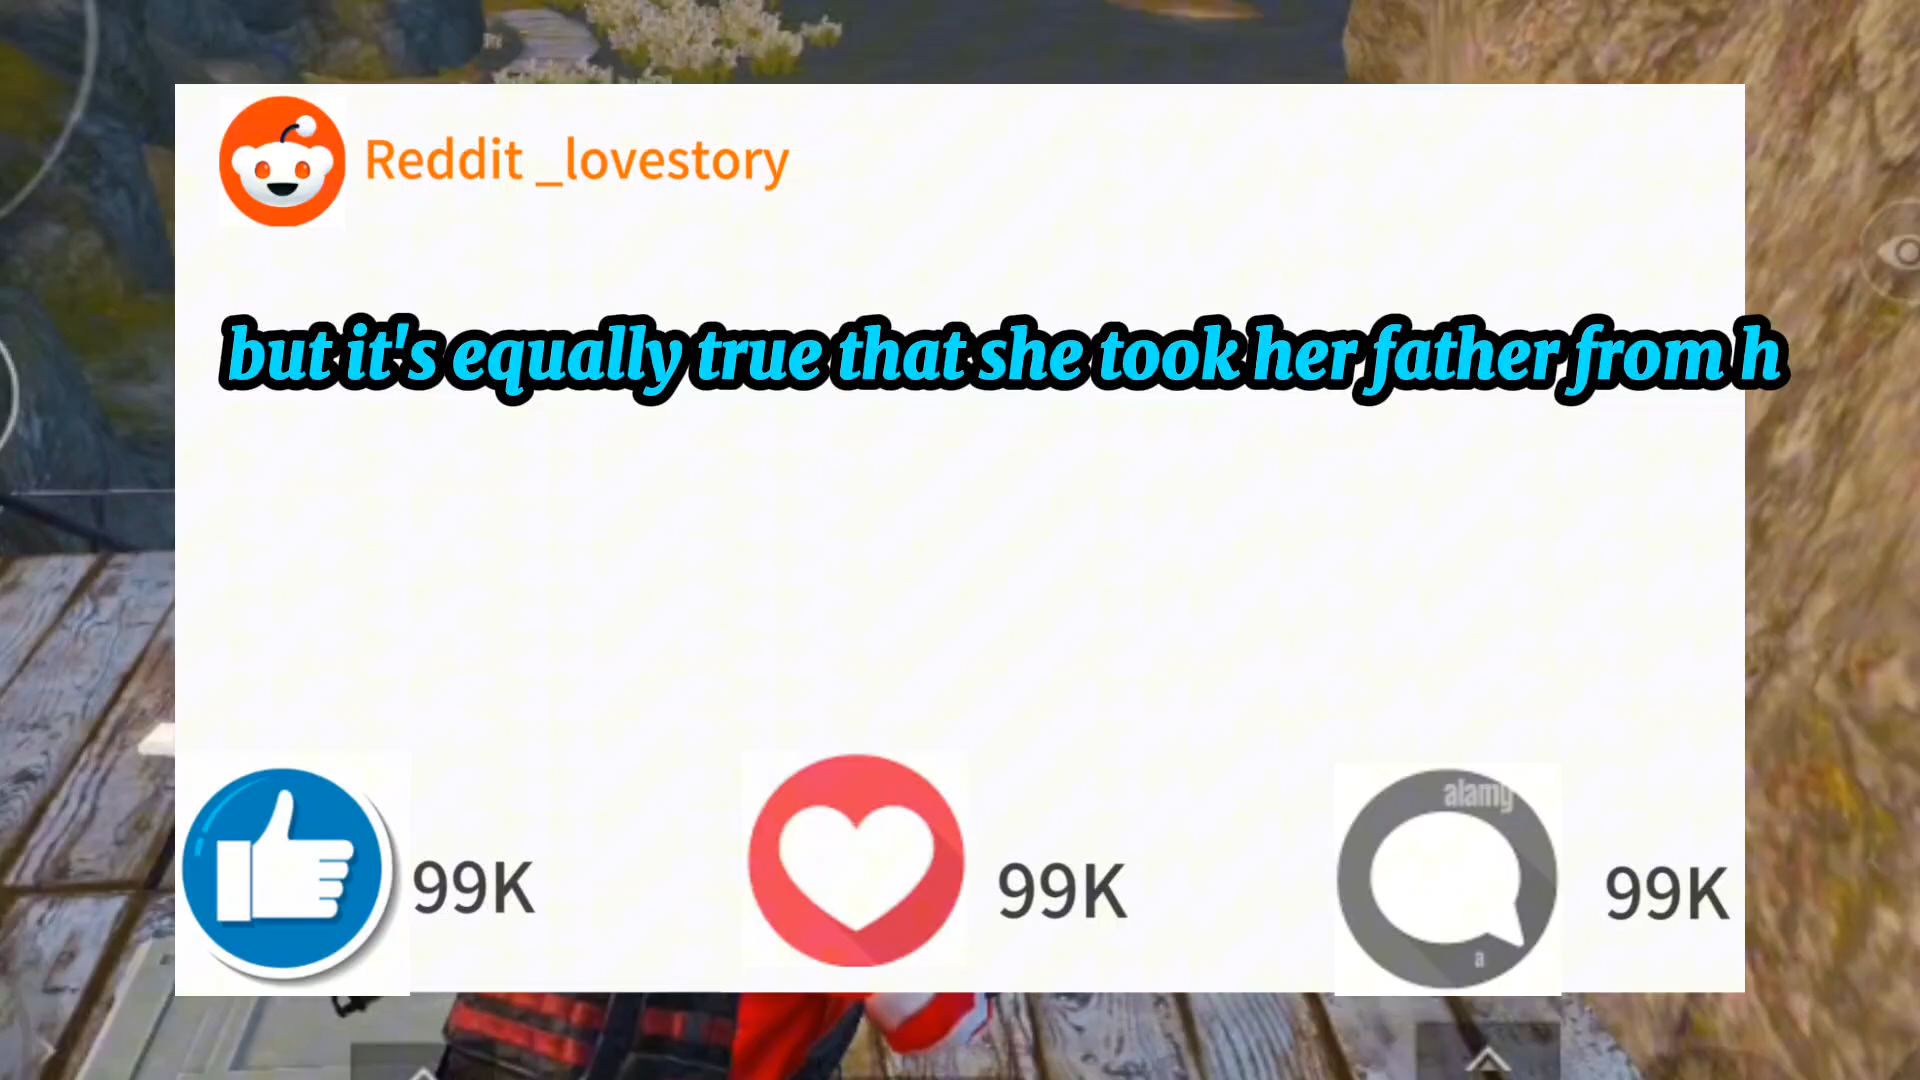 Reddit _lovestory
but it's equally true that she took her father from h
alamy
99K
99K
99K
a